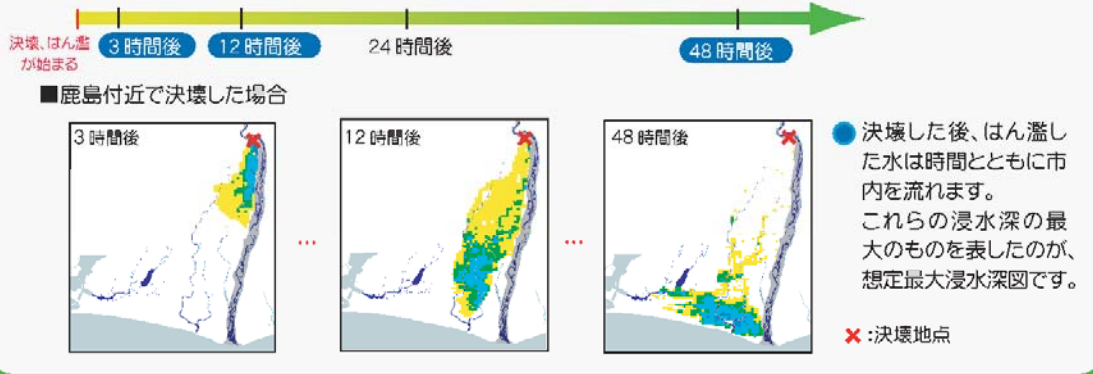 決壊、はん濫
が始まる
3時間後
12時間後
24時間後
48時間後
■鹿島付近で決壊した場合
3時間後
12時間後
48時間後
…
…
●決壊した後、はん濫し
た水は時間とともに市
内を流れます。
これらの浸水深の最
大のものを表したのが、
想定最大浸水深図です。
×:決壊地点